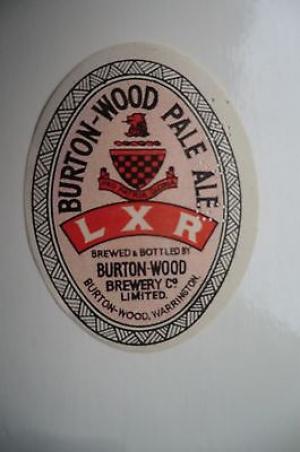 BURTON-WOOD PALE ALE
LXR
BREWED & BOTTLED BY
BURTON-WOOD
BREWERY Co
LIMITED.
BURTON-WOOD, WARRINGTON.